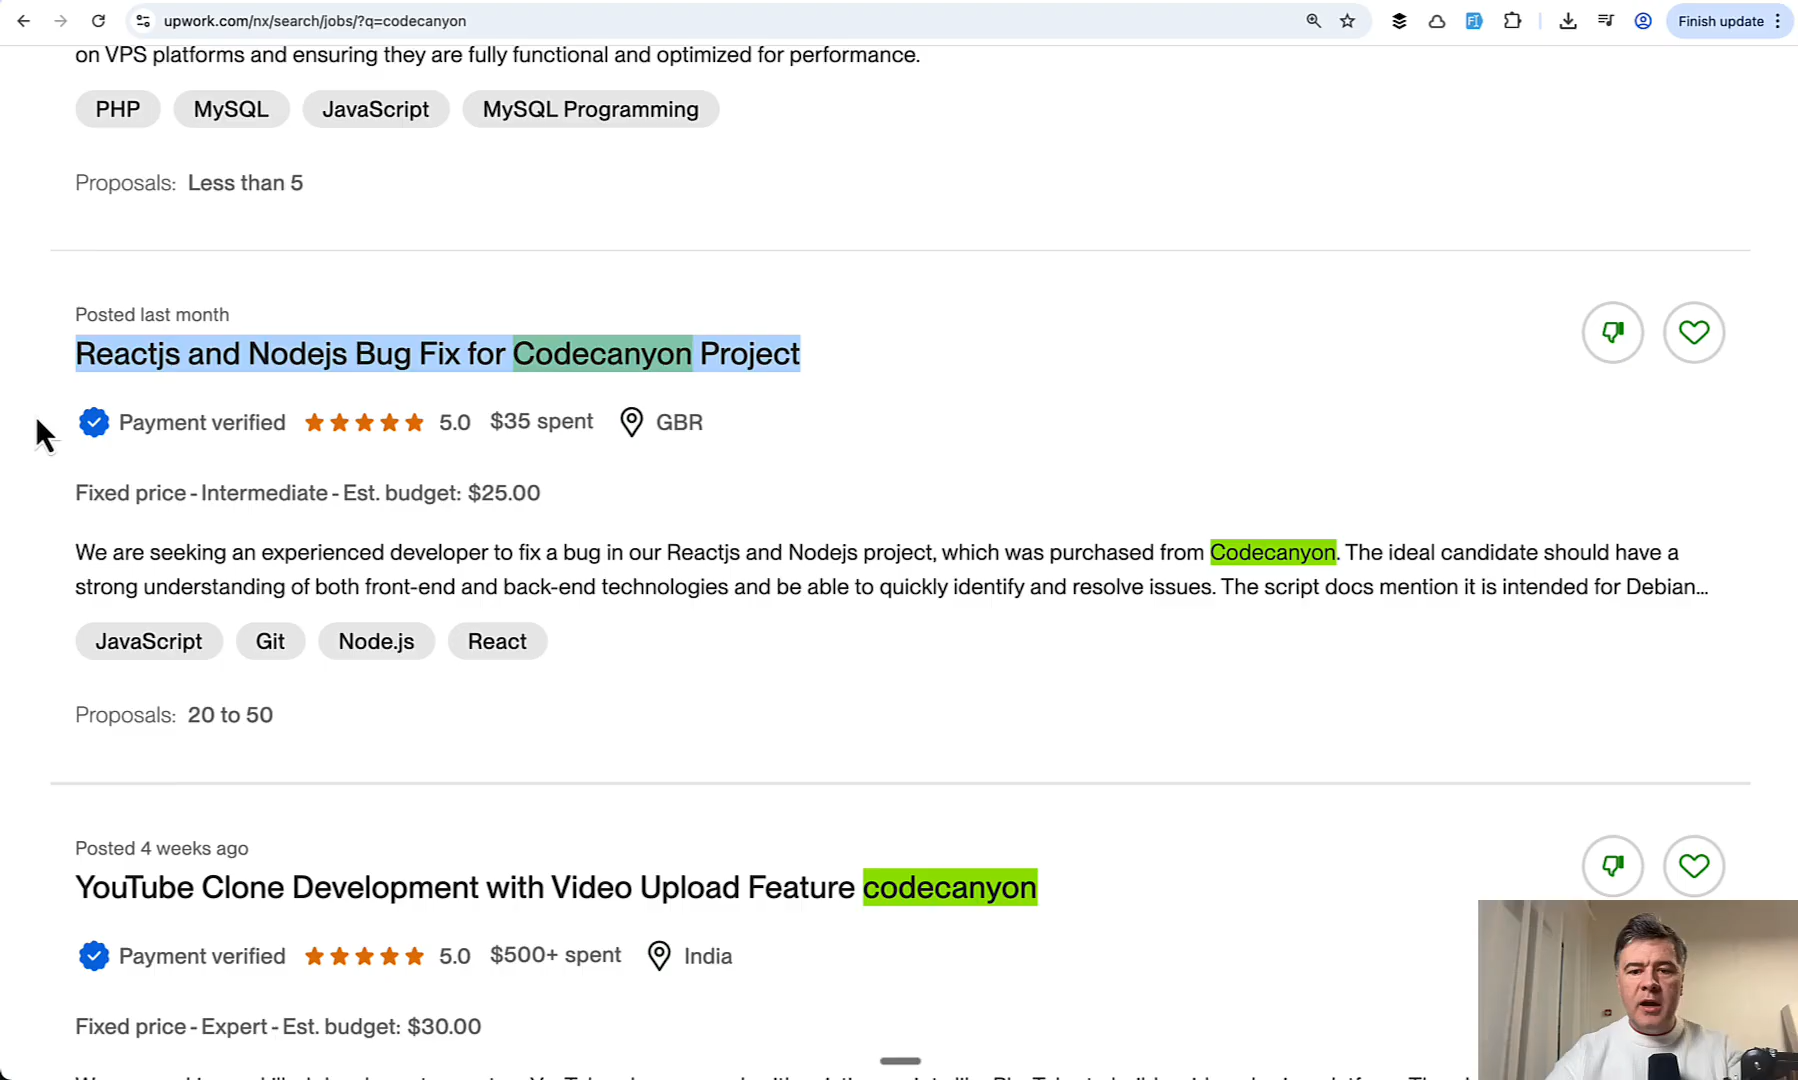 upwork.com/nx/search/jobs/?q=codecanyon
Finish update
on VPS platforms and ensuring they are fully functional and optimized for performance.
PHP MySQL JavaScript MySQL Programming
Proposals: Less than 5
Posted last month
Reactjs and Nodejs Bug Fix for Codecanyon Project
Payment verified 5.0 $35 spent GBR
Fixed price - Intermediate - Est. budget: $25.00
We are seeking an experienced developer to fix a bug in our Reactjs and Nodejs project, which was purchased from Codecanyon. The ideal candidate should have a
strong understanding of both front-end and back-end technologies and be able to quickly identify and resolve issues. The script docs mention it is intended for Debian...
JavaScript Git Node.js React
Proposals: 20 to 50
Posted 4 weeks ago
YouTube Clone Development with Video Upload Feature codecanyon
Payment verified 5.0 $500+ spent India
Fixed price - Expert - Est. budget: $30.00